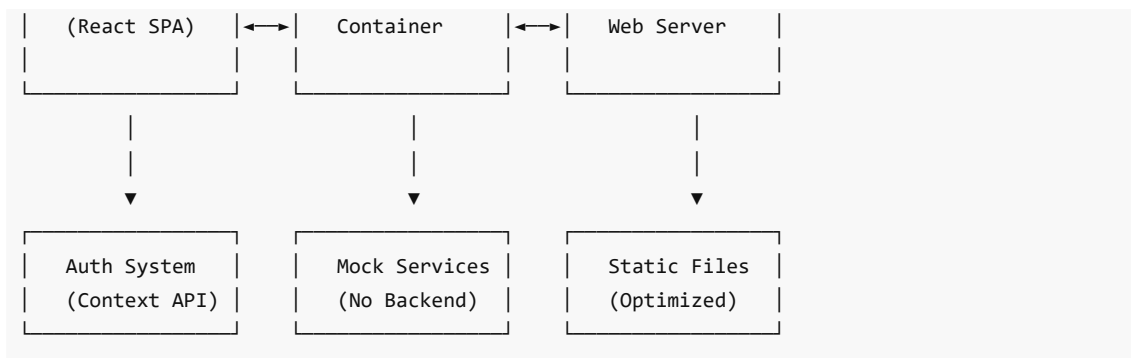 (React SPA) Container Web Server
Auth System Mock Services Static Files
(Context API) (No Backend) (Optimized)